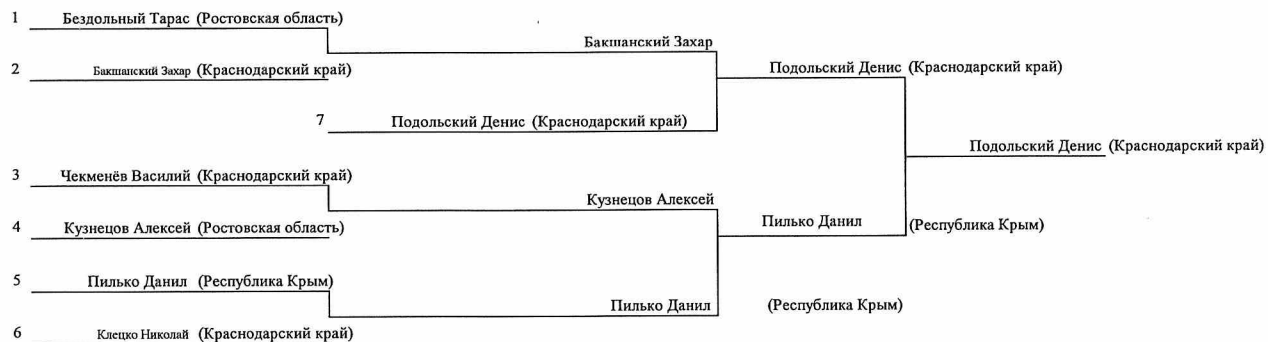 1 Бездольный Тарас (Ростовская область)
Бакшанский Захар
2 Бакшанский Захар (Краснодарский край)
Подольский Денис (Краснодарский край)
7 Подольский Денис (Краснодарский край)
Подольский Денис (Краснодарский край)
3 Чекменёв Василий (Краснодарский край)
Кузнецов Алексей
4 Кузнецов Алексей (Ростовская область)
Пилько Данил (Республика Крым)
5 Пилько Данил (Республика Крым)
Пилько Данил (Республика Крым)
6 Клецко Николай (Краснодарский край)